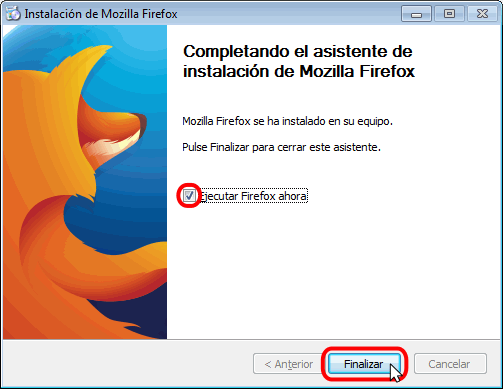 Instalación de Mozilla Firefox
Completando el asistente de
instalación de Mozilla Firefox
Mozilla Firefox se ha instalado en su equipo.
Pulse Finalizar para cerrar este asistente.
Ejecutar Firefox ahora
< Anterior
Finalizar
Cancelar